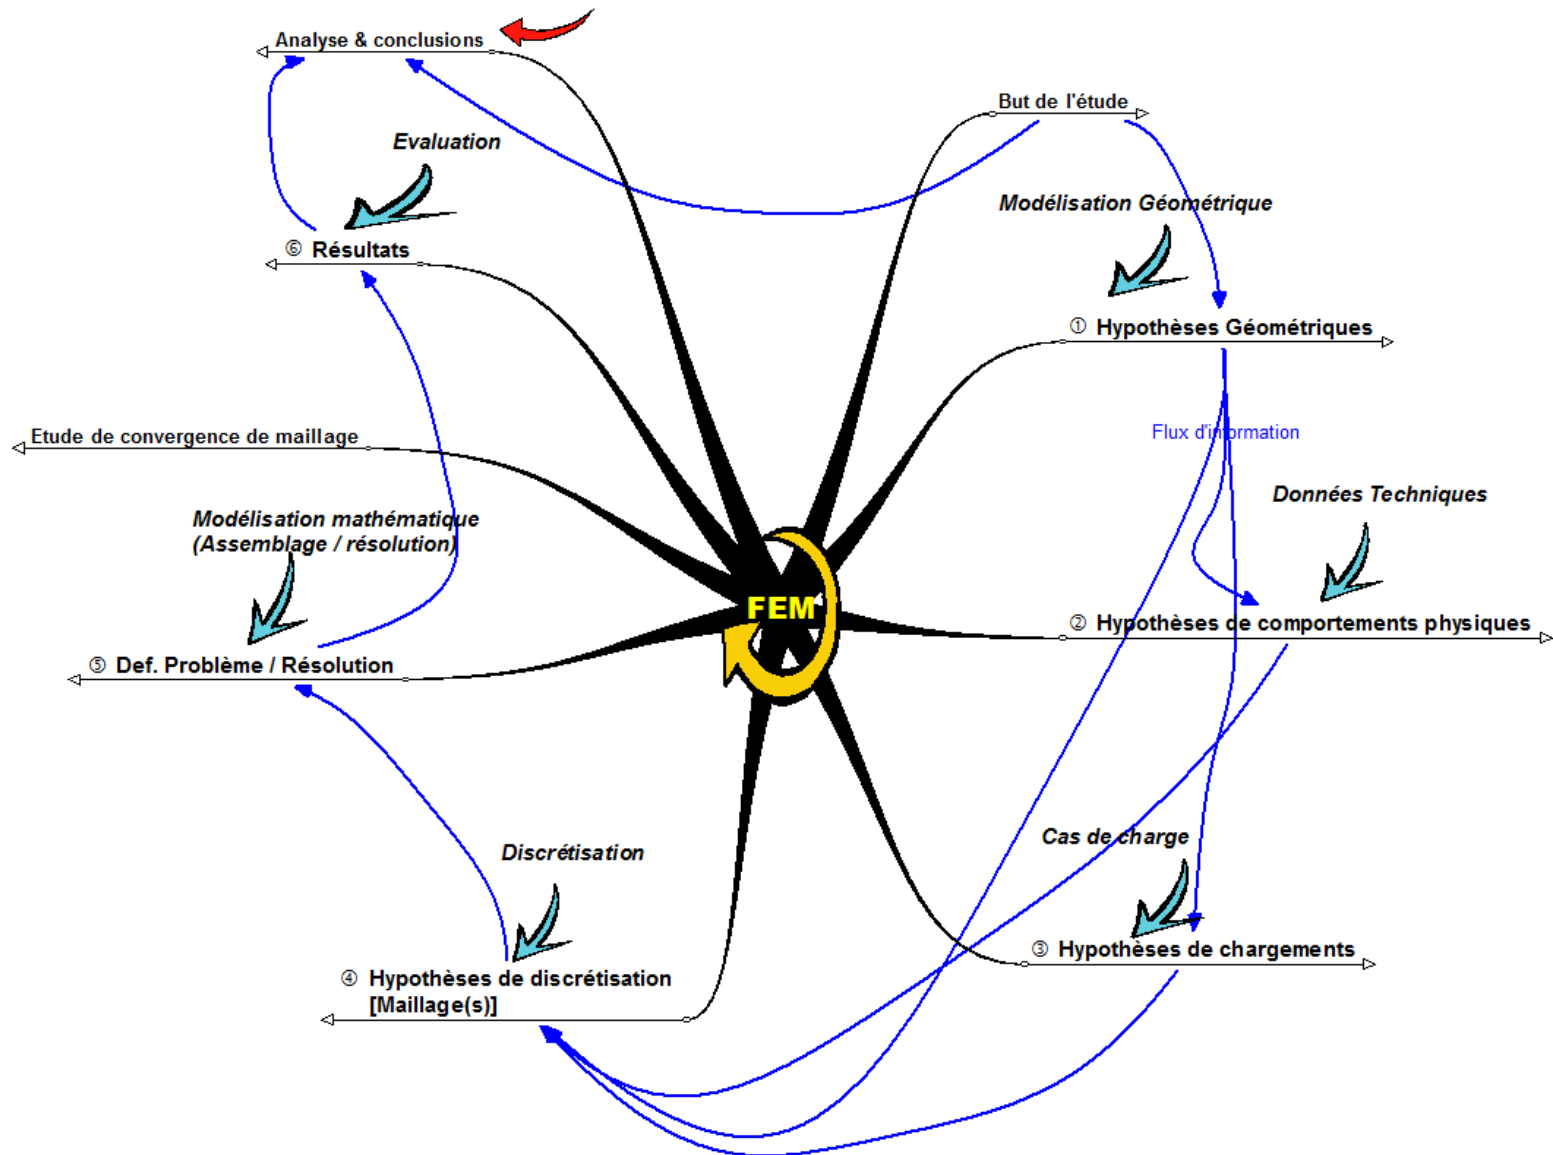 Analyse & conclusions
But de l'étude
Evaluation
Modélisation Géométrique
⑥ Résultats
① Hypothèses Géométriques
Flux d'information
Etude de convergence de maillage
Données Techniques
Modélisation mathématique
(Assemblage / résolution)
FEM
② Hypothèses de comportements physiques
⑤ Def. Problème / Résolution
Cas de charge
Discrétisation
③ Hypothèses de chargements
④ Hypothèses de discrétisation
[Maillage(s)]